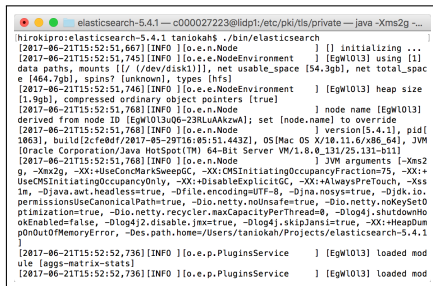 elasticsearch-5.4.1 — c000027223@lidp1:/etc/pki/tls/private — java -Xms2g -...
hirokipro:elasticsearch-5.4.1 taniokah$ ./bin/elasticsearch
[2017-06-21T15:52:51,667][INFO ][o.e.n.Node               ] [] initializing ...
[2017-06-21T15:52:51,745][INFO ][o.e.e.NodeEnvironment    ] [EgWlOl3] using [1]
data paths, mounts [[/ (/dev/disk1)]], net usable_space [54.3gb], net total_spac
e [464.7gb], spins? [unknown], types [hfs]
[2017-06-21T15:52:51,746][INFO ][o.e.e.NodeEnvironment    ] [EgWlOl3] heap size
[1.9gb], compressed ordinary object pointers [true]
[2017-06-21T15:52:51,768][INFO ][o.e.n.Node               ] node name [EgWlOl3]
derived from node ID [EgWlOl3uQ6-23RLuAAkzwA]; set [node.name] to override
[2017-06-21T15:52:51,768][INFO ][o.e.n.Node               ] version[5.4.1], pid[
1063], build[2cfe0df/2017-05-29T16:05:51.443Z], OS[Mac OS X/10.11.6/x86_64], JVM
[Oracle Corporation/Java HotSpot(TM) 64-Bit Server VM/1.8.0_131/25.131-b11]
[2017-06-21T15:52:51,768][INFO ][o.e.n.Node               ] JVM arguments [-Xms2
g, -Xmx2g, -XX:+UseConcMarkSweepGC, -XX:CMSInitiatingOccupancyFraction=75, -XX:+
UseCMSInitiatingOccupancyOnly, -XX:+DisableExplicitGC, -XX:+AlwaysPreTouch, -Xss
1m, -Djava.awt.headless=true, -Dfile.encoding=UTF-8, -Djna.nosys=true, -Djdk.io.
permissionsUseCanonicalPath=true, -Dio.netty.noUnsafe=true, -Dio.netty.noKeySetO
ptimization=true, -Dio.netty.recycler.maxCapacityPerThread=0, -Dlog4j.shutdownHo
okEnabled=false, -Dlog4j2.disable.jmx=true, -Dlog4j.skipJansi=true, -XX:+HeapDum
pOnOutOfMemoryError, -Des.path.home=/Users/taniokah/Projects/elasticsearch-5.4.1
]
[2017-06-21T15:52:52,736][INFO ][o.e.p.PluginsService     ] [EgWlOl3] loaded mod
ule [aggs-matrix-stats]
[2017-06-21T15:52:52,736][INFO ][o.e.p.PluginsService     ] [EgWlOl3] loaded mod